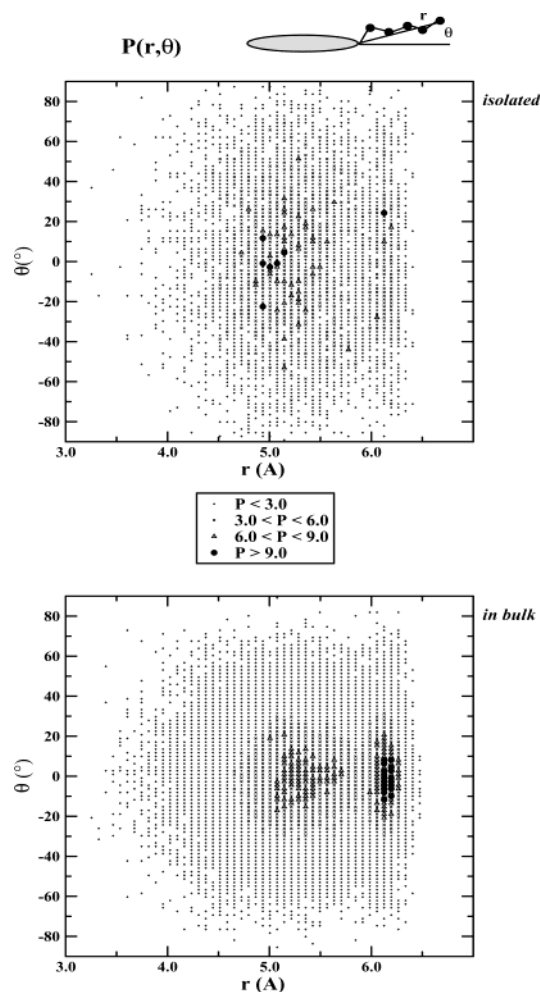 P(r,θ)
r
θ
isolated
80
60
40
20
0
-20
-40
-60
-80
θ(°)
3.0 4.0 5.0 6.0
r (A)
P < 3.0
3.0 < P < 6.0
6.0 < P < 9.0
P > 9.0
in bulk
80
60
40
20
0
-20
-40
-60
-80
θ (°)
3.0 4.0 5.0 6.0
r (A)